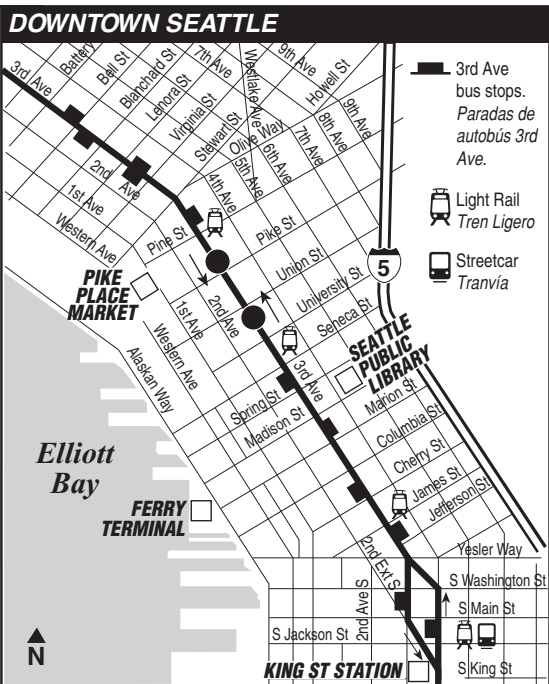 DOWNTOWN SEATTLE
3rd Ave
Battery
Bell St
Blanchard St
Lenora St
7th Ave
Virginia St
Stewart St
Westlake Ave
9th Ave
Howell St
Olive Way
9th Ave
8th Ave
7th Ave
6th Ave
5th Ave
4th Ave
2nd Ave
1st Ave
Western Ave
Pine St
Pike St
Union St
University St
Seneca St
5
3rd Ave
bus stops.
Paradas de
autobús 3rd
Ave.
Light Rail
Tren Ligero
Streetcar
Tranvía
PIKE
PLACE
MARKET
1st Ave
2nd Ave
Western Ave
Alaskan Way
3rd Ave
SEATTLE
PUBLIC
LIBRARY
Spring St
Madison St
Marion St
Columbia St
Cherry St
James St
Jefferson St
Elliott
Bay
FERRY
TERMINAL
Yesler Way
2nd Ext S
2nd Ave S
S Washington St
S Main St
S Jackson St
S King St
KING ST STATION
N